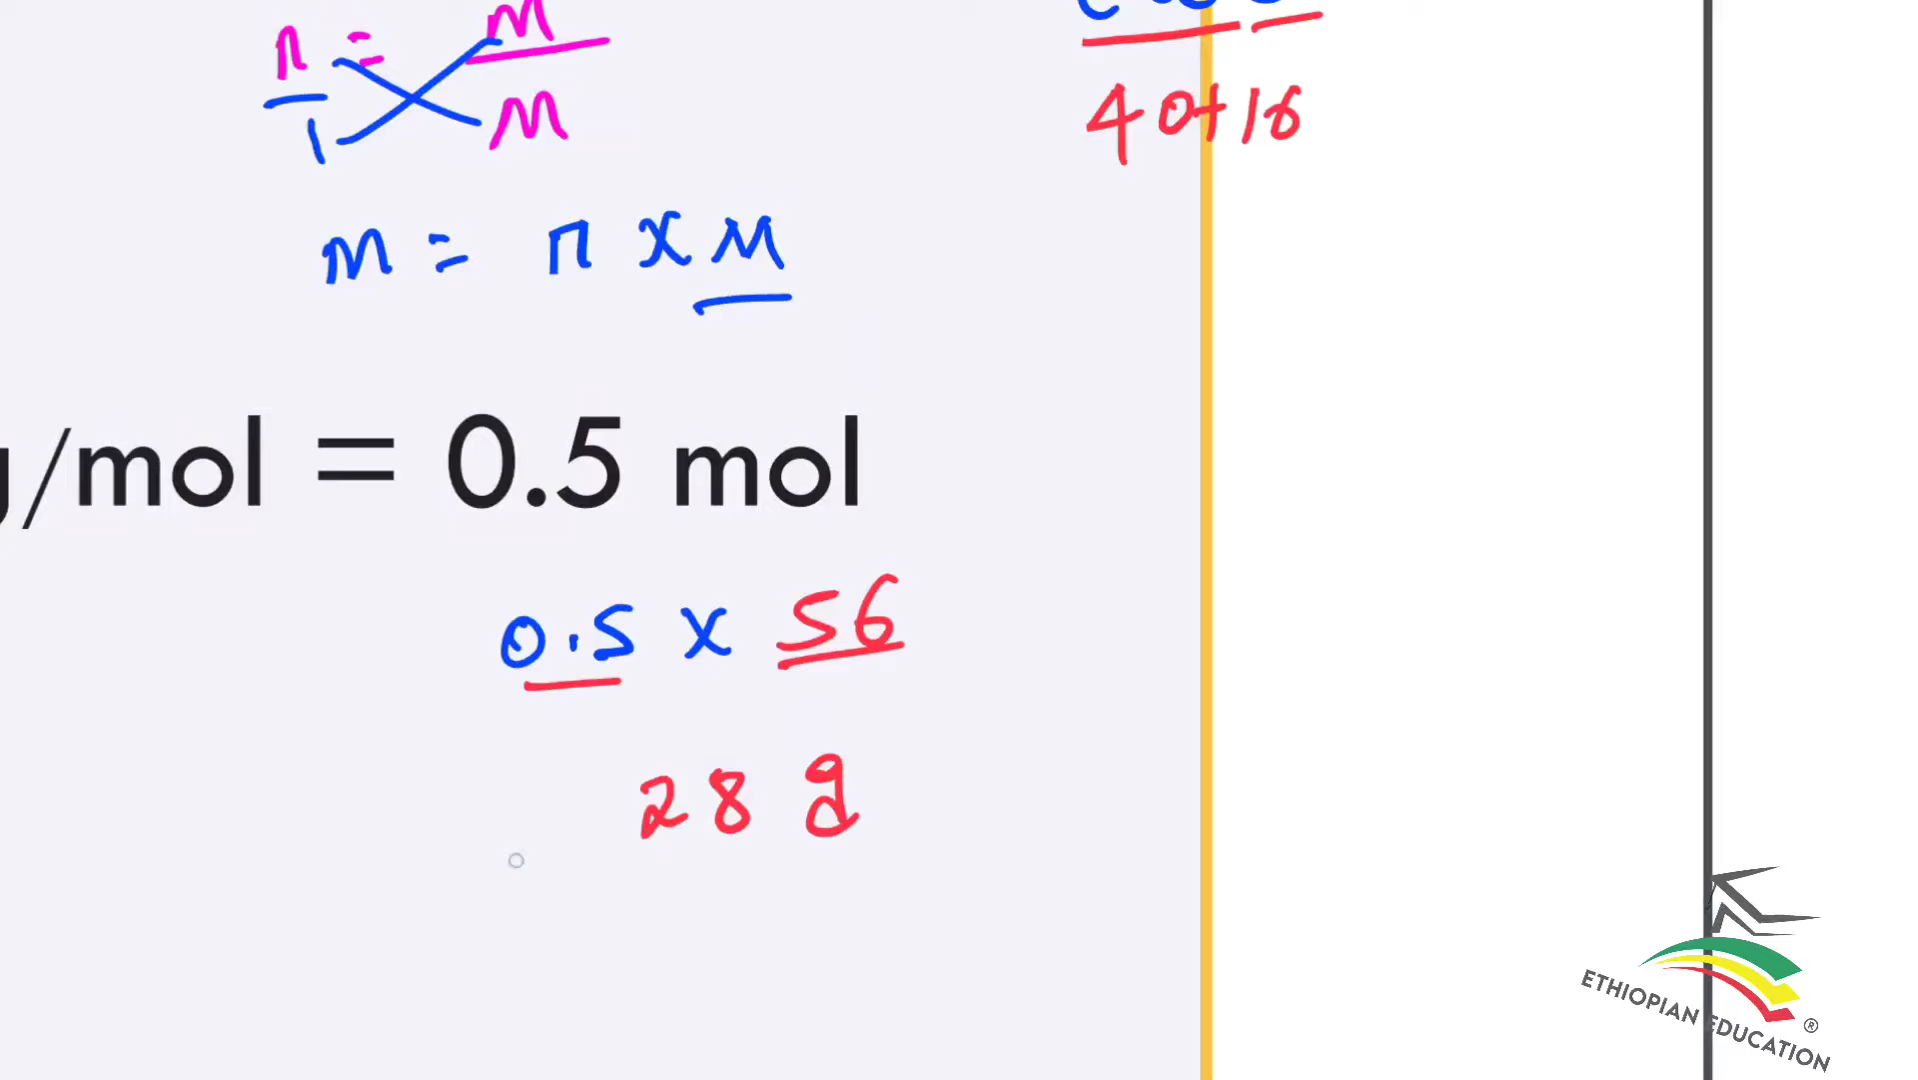 n = m
1 M
40+16
m = n x M
g/mol = 0.5 mol
0.5 x 56
28 g
ETHIOPIAN EDUCATION ®